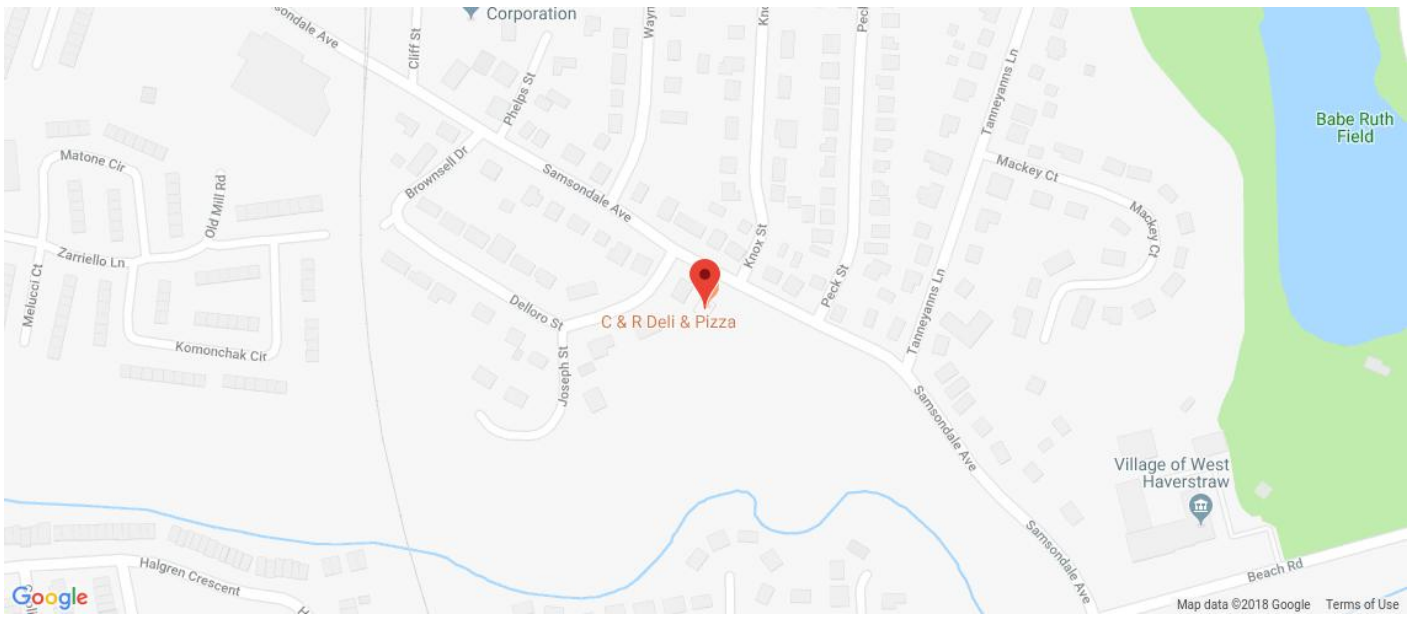 Corporation
Samsondale Ave
Cliff St
Phelps St
Peck
Tanneyanns Ln
Babe Ruth
Field
Matone Cir
Old Mill Rd
Brownsell Dr
Samsondale Ave
Mackey Ct
Mackey Ct
Zarriello Ln
Melucci Ct
Komonchak Cir
Knox St
Peck St
Delloro St
C & R Deli & Pizza
Joseph St
Tanneyanns Ln
Samsondale Ave
Village of West
Haverstraw
Samsondale Ave
Beach Rd
Halgren Crescent
Google
Map data ©2018 Google Terms of Use